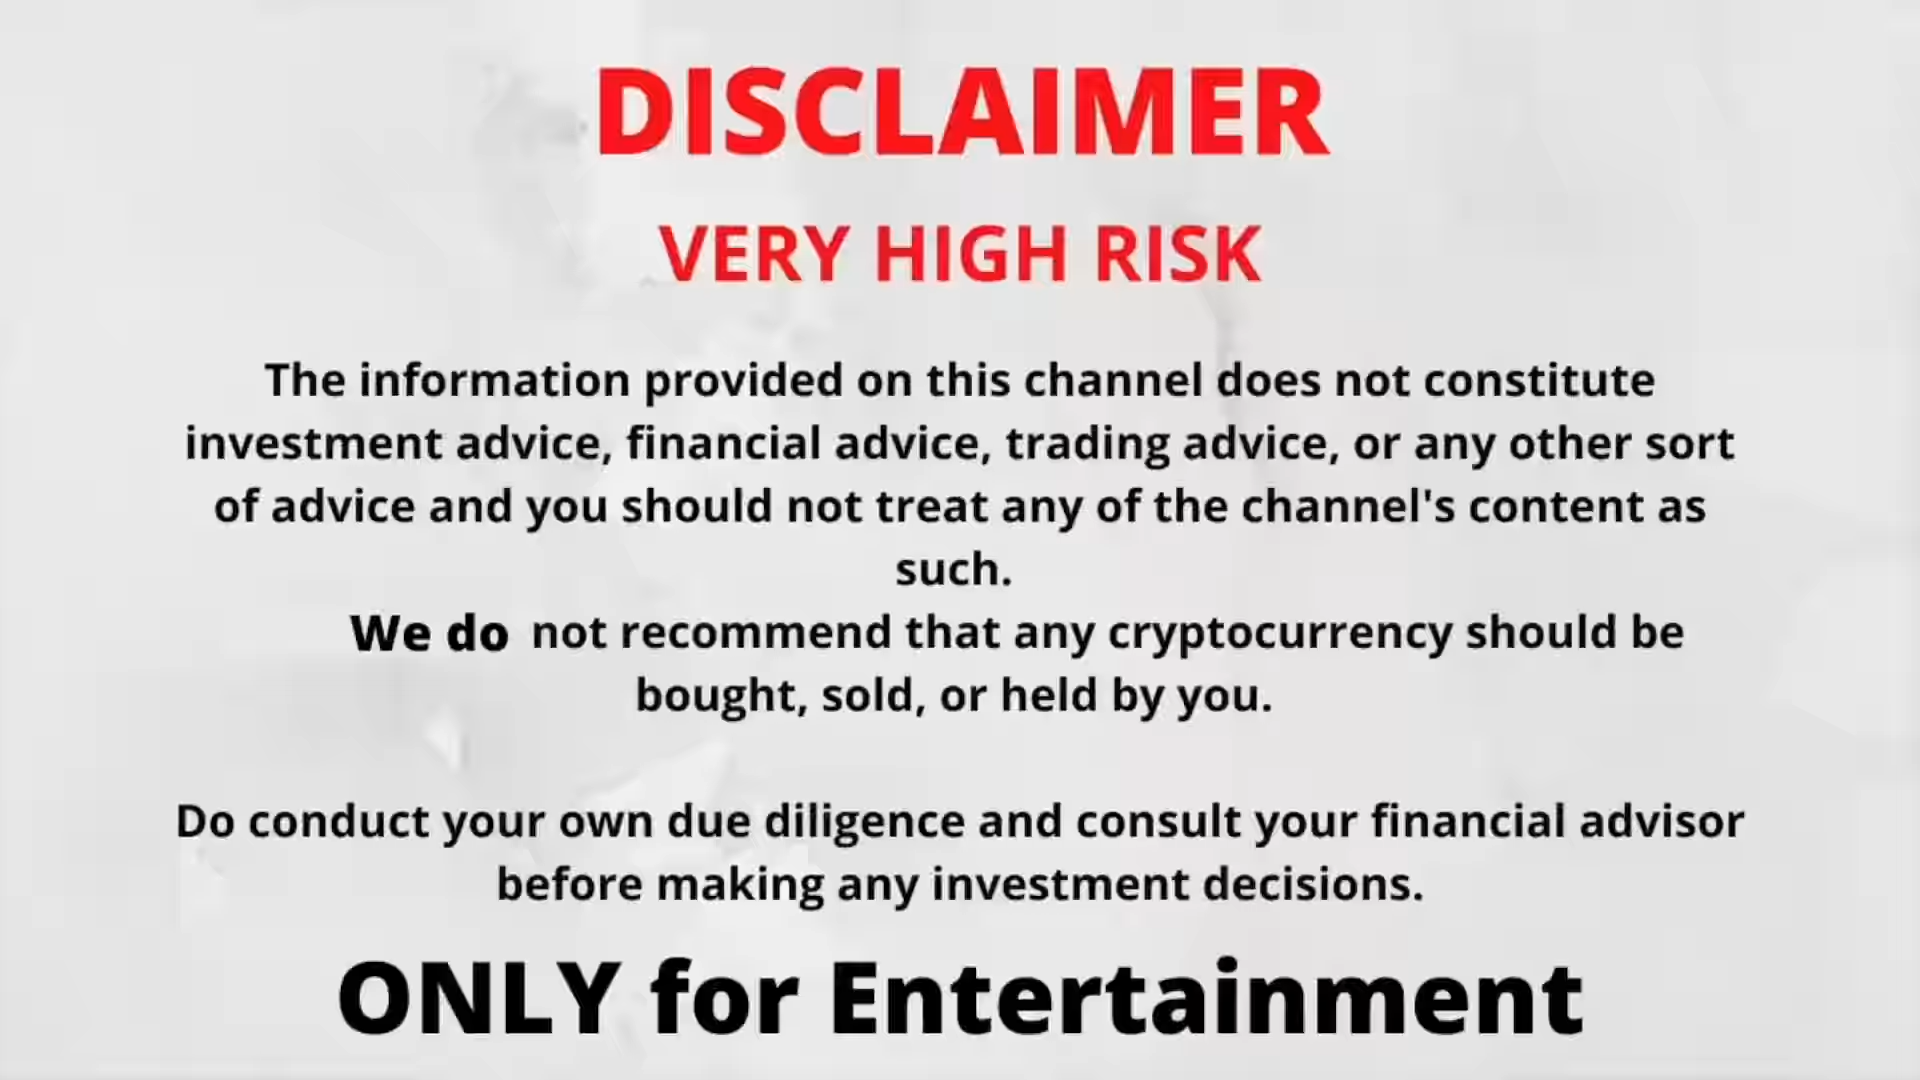 DISCLAIMER
VERY HIGH RISK
The information provided on this channel does not constitute
investment advice, financial advice, trading advice, or any other sort
of advice and you should not treat any of the channel's content as
such.
We do not recommend that any cryptocurrency should be
bought, sold, or held by you.
Do conduct your own due diligence and consult your financial advisor
before making any investment decisions.
ONLY for Entertainment